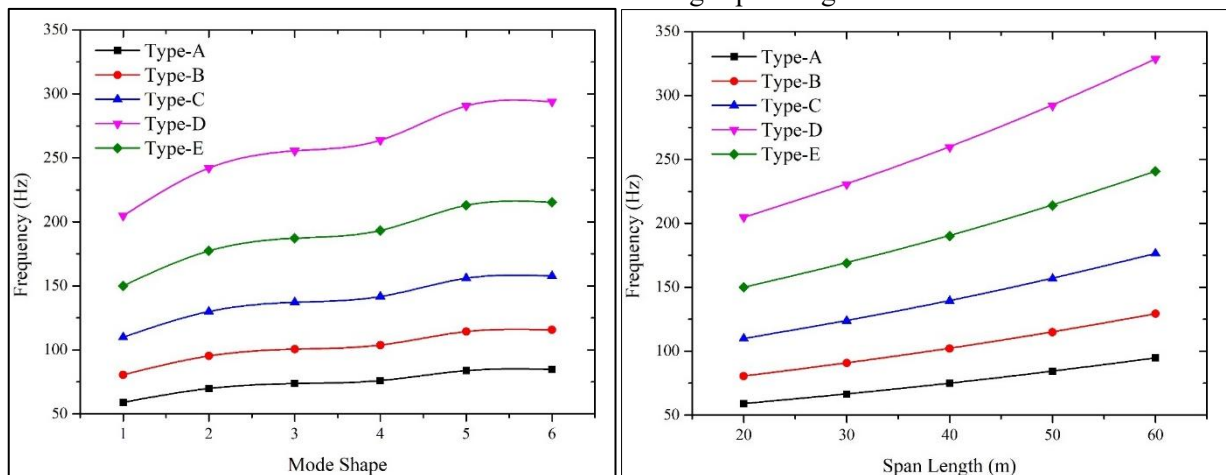 350
300
250
200
150
100
50
Frequency (Hz)
Type-A
Type-B
Type-C
Type-D
Type-E
1 2 3 4 5 6
Mode Shape
350
300
250
200
150
100
50
Frequency (Hz)
Type-A
Type-B
Type-C
Type-D
Type-E
20 30 40 50 60
Span Length (m)